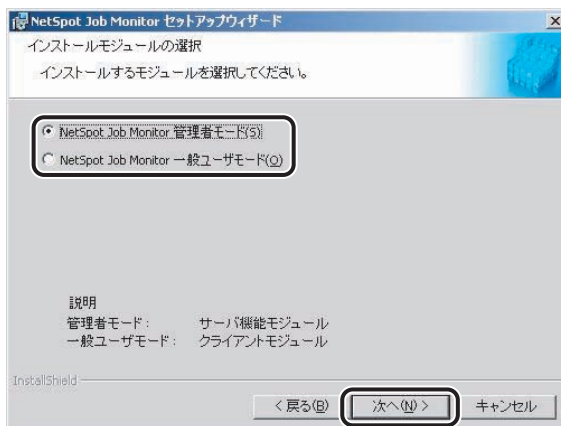 NetSpot Job Monitor セットアップウィザード
インストールモジュールの選択
インストールするモジュールを選択してください。
NetSpot Job Monitor 管理者モード(S)
NetSpot Job Monitor 一般ユーザモード(O)
説明
管理者モード： サーバ機能モジュール
一般ユーザモード： クライアントモジュール
InstallShield
< 戻る(B) 次へ(N) > キャンセル